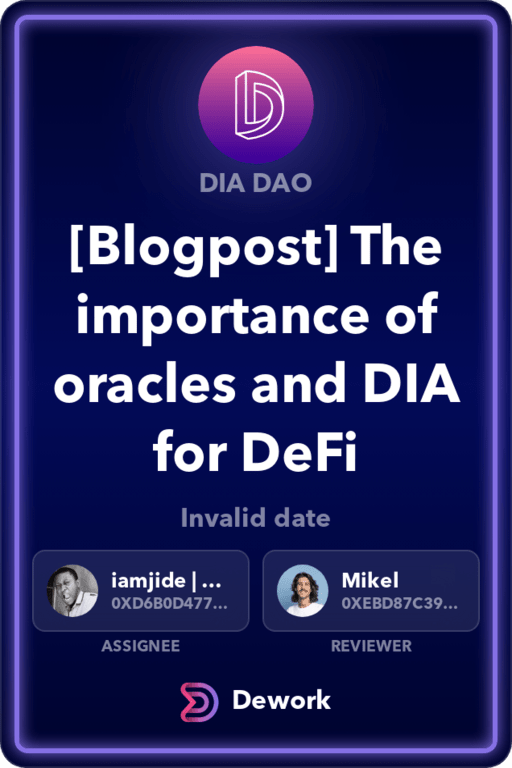 DIA DAO
[Blogpost] The
importance of
oracles and DIA
for DeFi
Invalid date
iamjide | ...
0XD6B0D477...
Mikel
0XEBD87C39...
ASSIGNEE
REVIEWER
Dework